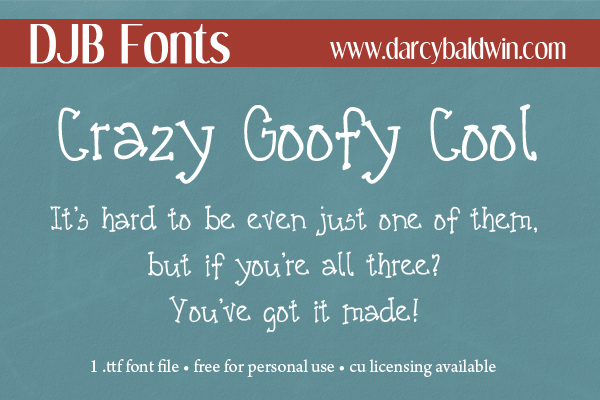 DJB Fonts www.darcybaldwin.com
Crazy Goofy Cool
It's hard to be even just one of them,
but if you're all three?
You've got it made!
1 .ttf font file • free for personal use • cu licensing available